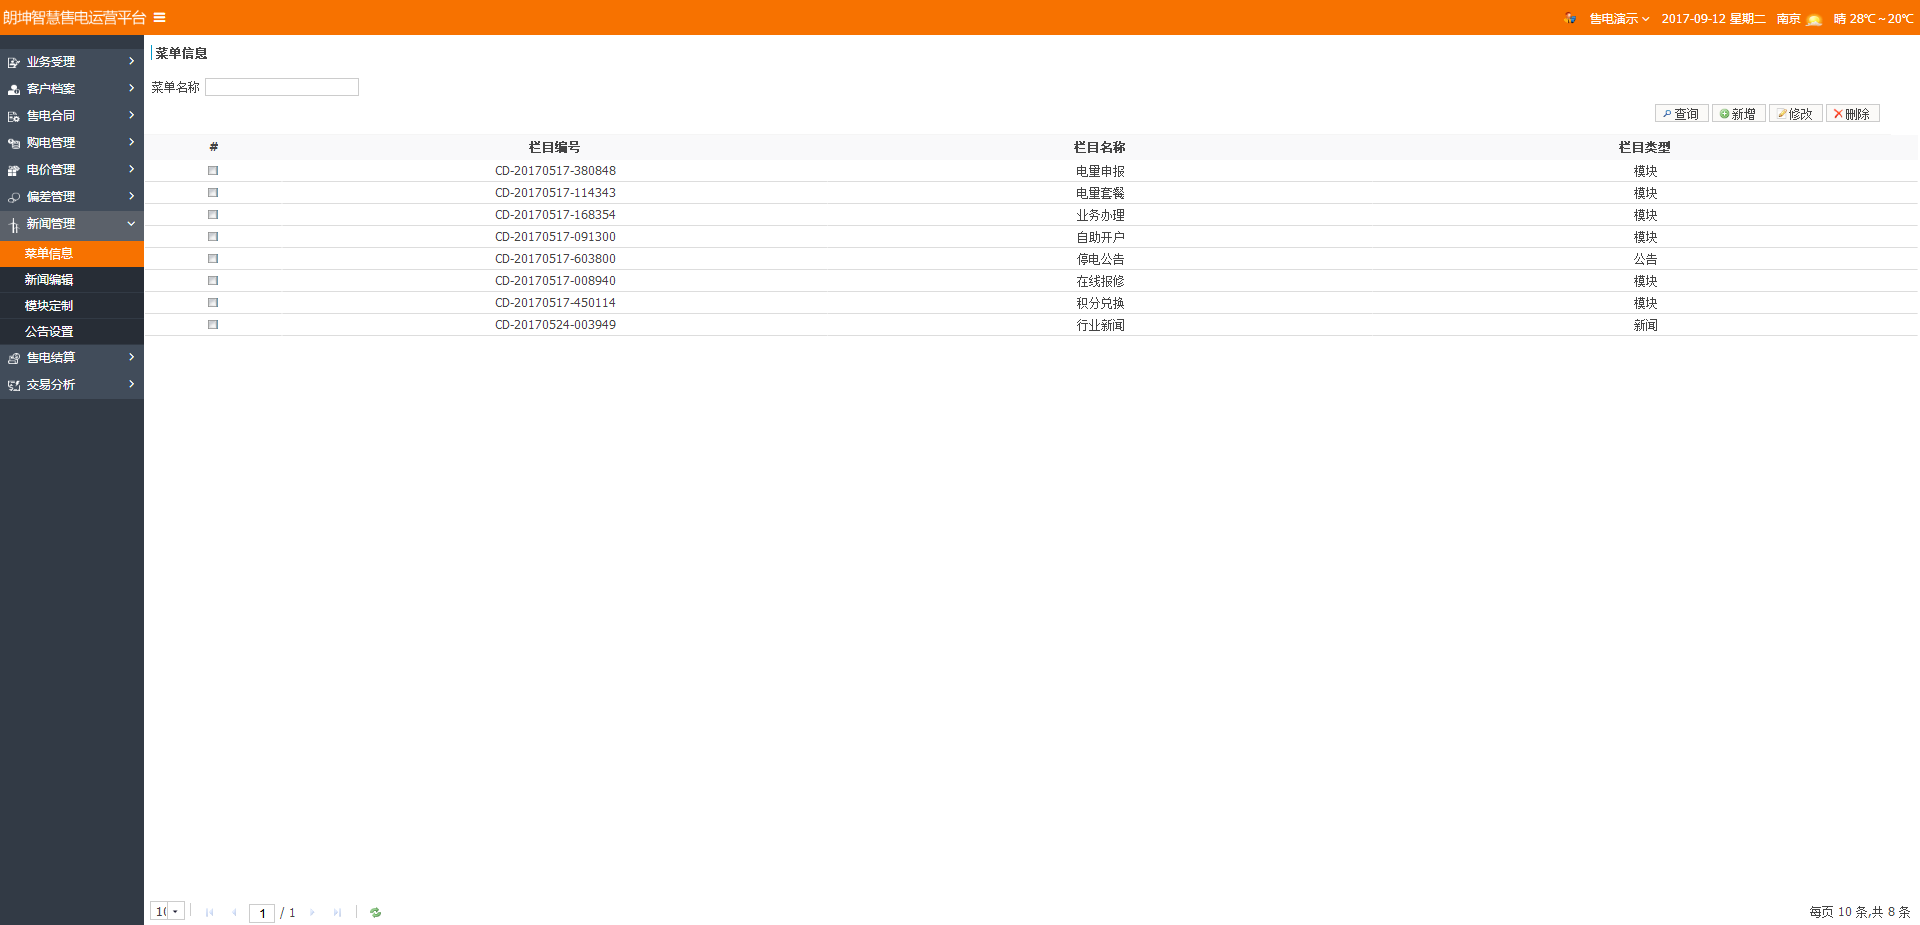 朗坤智慧售电运营平台
售电演示 2017-09-12 星期二 南京 晴 28℃~20℃
业务受理
客户档案
售电合同
购电管理
电价管理
偏差管理
新闻管理
菜单信息
新闻编辑
模块定制
公告设置
售电结算
交易分析
菜单信息
菜单名称
查询 新增 修改 删除
# 栏目编号 栏目名称 栏目类型
CD-20170517-380848 电量申报 模块
CD-20170517-114343 电量套餐 模块
CD-20170517-168354 业务办理 模块
CD-20170517-091300 自助开户 模块
CD-20170517-603800 停电公告 公告
CD-20170517-008940 在线报修 模块
CD-20170517-450114 积分兑换 模块
CD-20170524-003949 行业新闻 新闻
1 / 1
每页 10 条,共 8 条